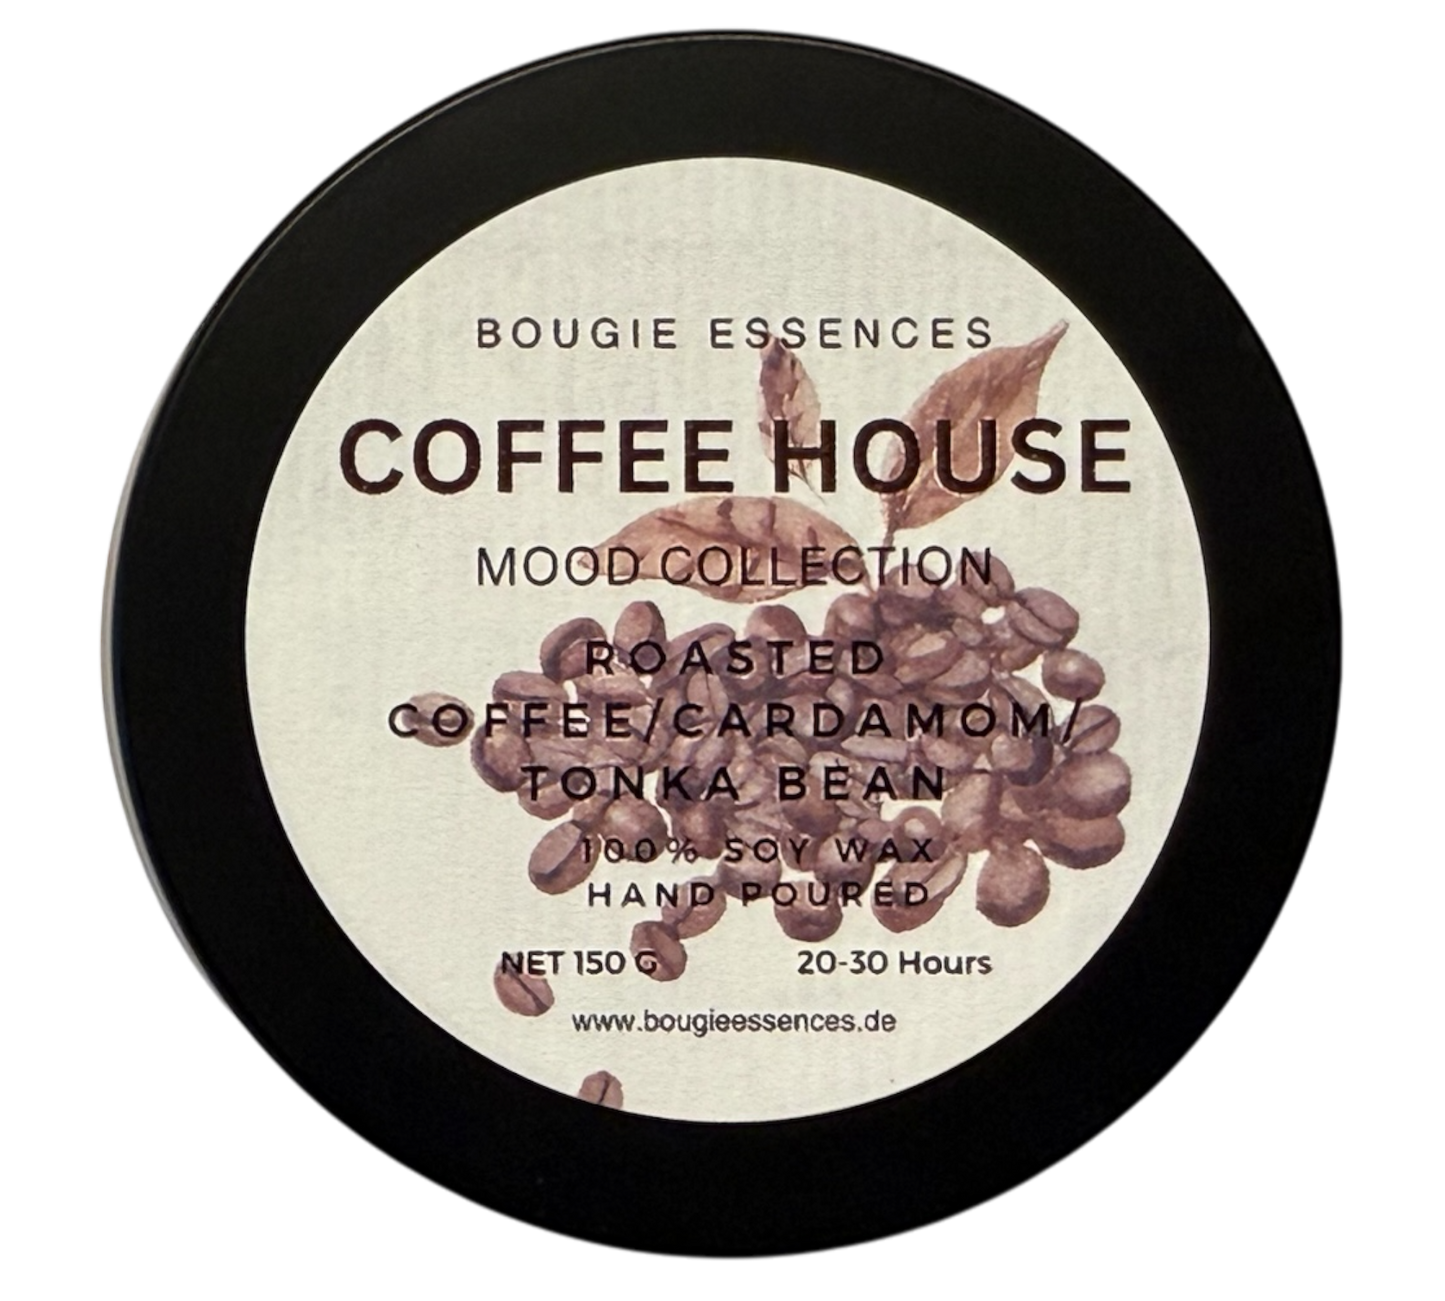 BOUGIE ESSENCES
COFFEE HOUSE
MOOD COLLECTION
ROASTED
COFFEE/CARDAMOM/
TONKA BEAN
100% SOY WAX
HAND POURED
NET 150 G 20-30 Hours
www.bougieessences.de